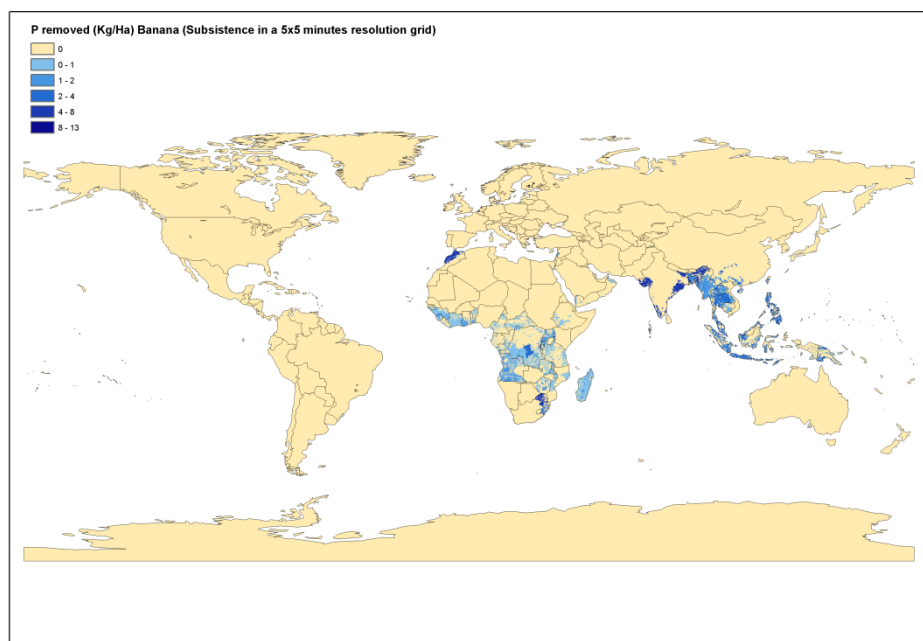 P removed (Kg/Ha) Banana (Subsistence in a 5x5 minutes resolution grid)
0
0 - 1
1 - 2
2 - 4
4 - 8
8 - 13